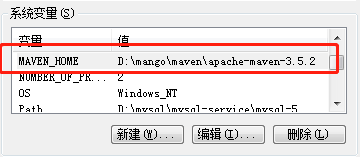 系统变量(S)
变量 值
MAVEN_HOME D:\mango\maven\apache-maven-3.5.2
NUMBER_OF_PR... 2
OS Windows_NT
Path D:\mysql\mysql-service\mysql-5
新建(W)... 编辑(I)... 删除(L)